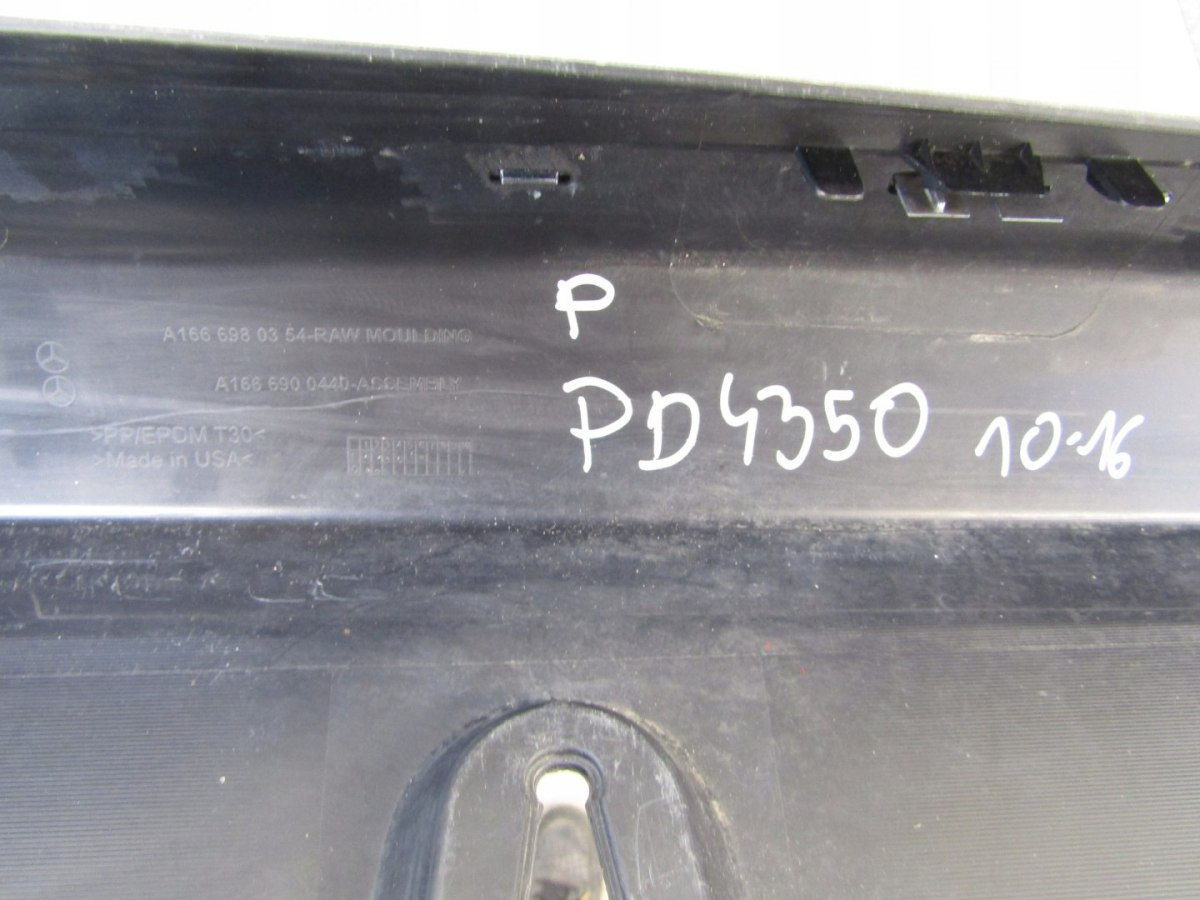 A166 698 03 54-RAW MOULDING
A166 690 0440-ASSEMBLY
>PP/EPDM T30<
>Made in USA<
P
PD4350 10-16